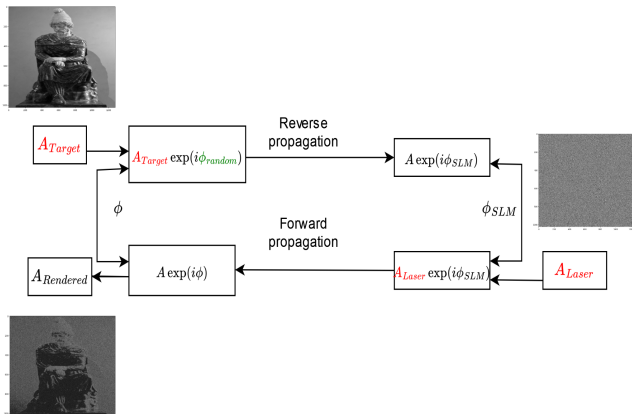 Reverse
propagation
A_Target
A_Target exp(iϕ_random)
A exp(iϕ_SLM)
ϕ
ϕ_SLM
Forward
propagation
A_Rendered
A exp(iϕ)
A_Laser exp(iϕ_SLM)
A_Laser